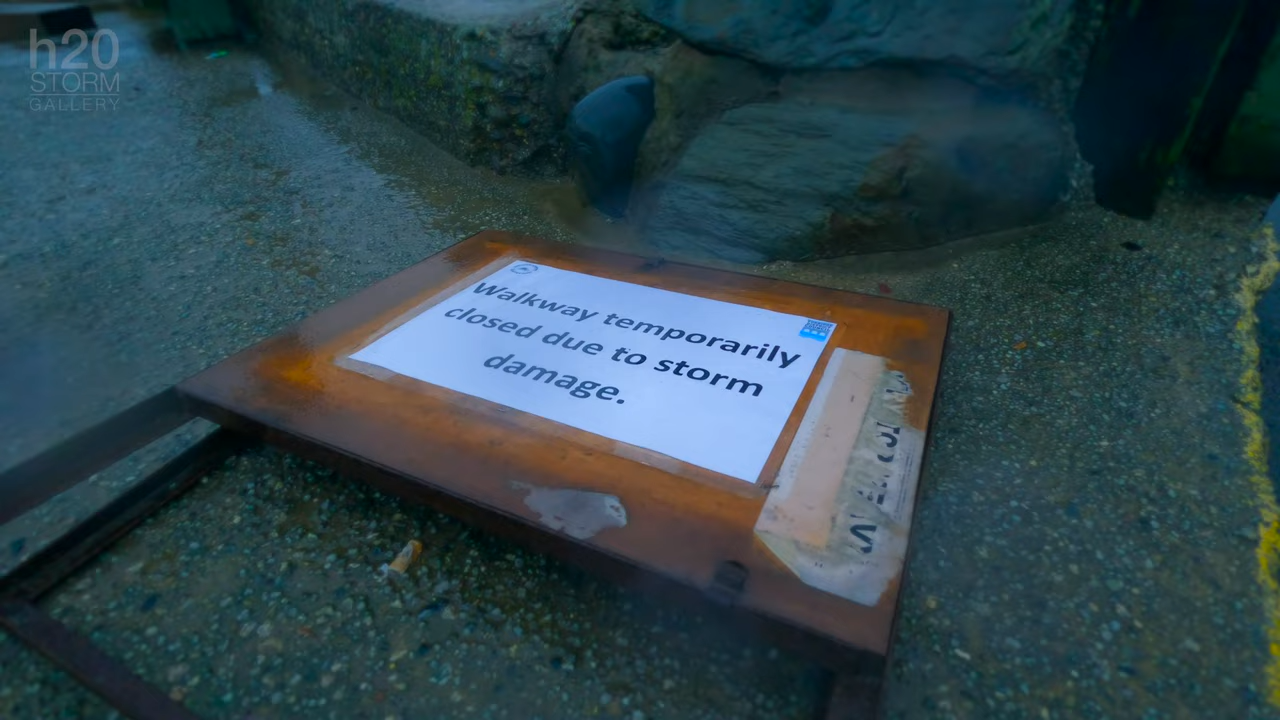 h20
STORM
GALLERY
Walkway temporarily
closed due to storm
damage.